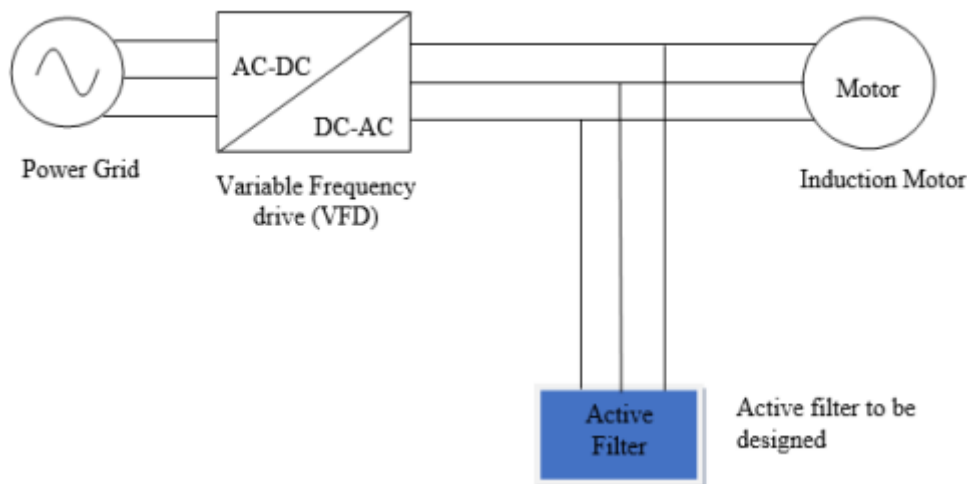 AC-DC
DC-AC
Motor
Power Grid
Variable Frequency
drive (VFD)
Induction Motor
Active
Filter
Active filter to be
designed